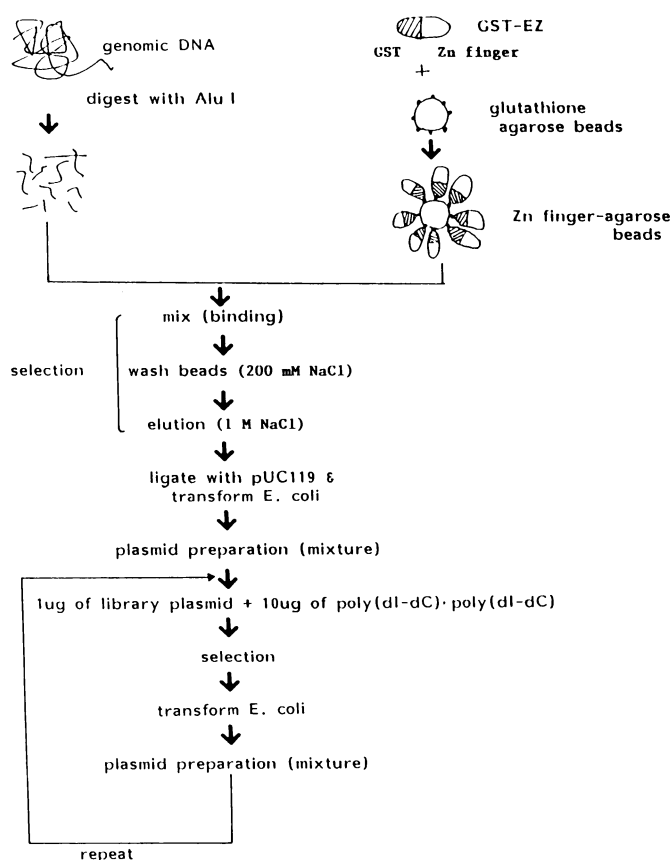 genomic DNA
digest with Alu I
GST-EZ
GST Zn finger
+
glutathione
agarose beads
Zn finger-agarose
beads
mix (binding)
selection
wash beads (200 mM NaCl)
elution (1 M NaCl)
ligate with pUC119 &
transform E. coli
plasmid preparation (mixture)
1ug of library plasmid + 10ug of poly(dI-dC)·poly(dI-dC)
selection
transform E. coli
plasmid preparation (mixture)
repeat